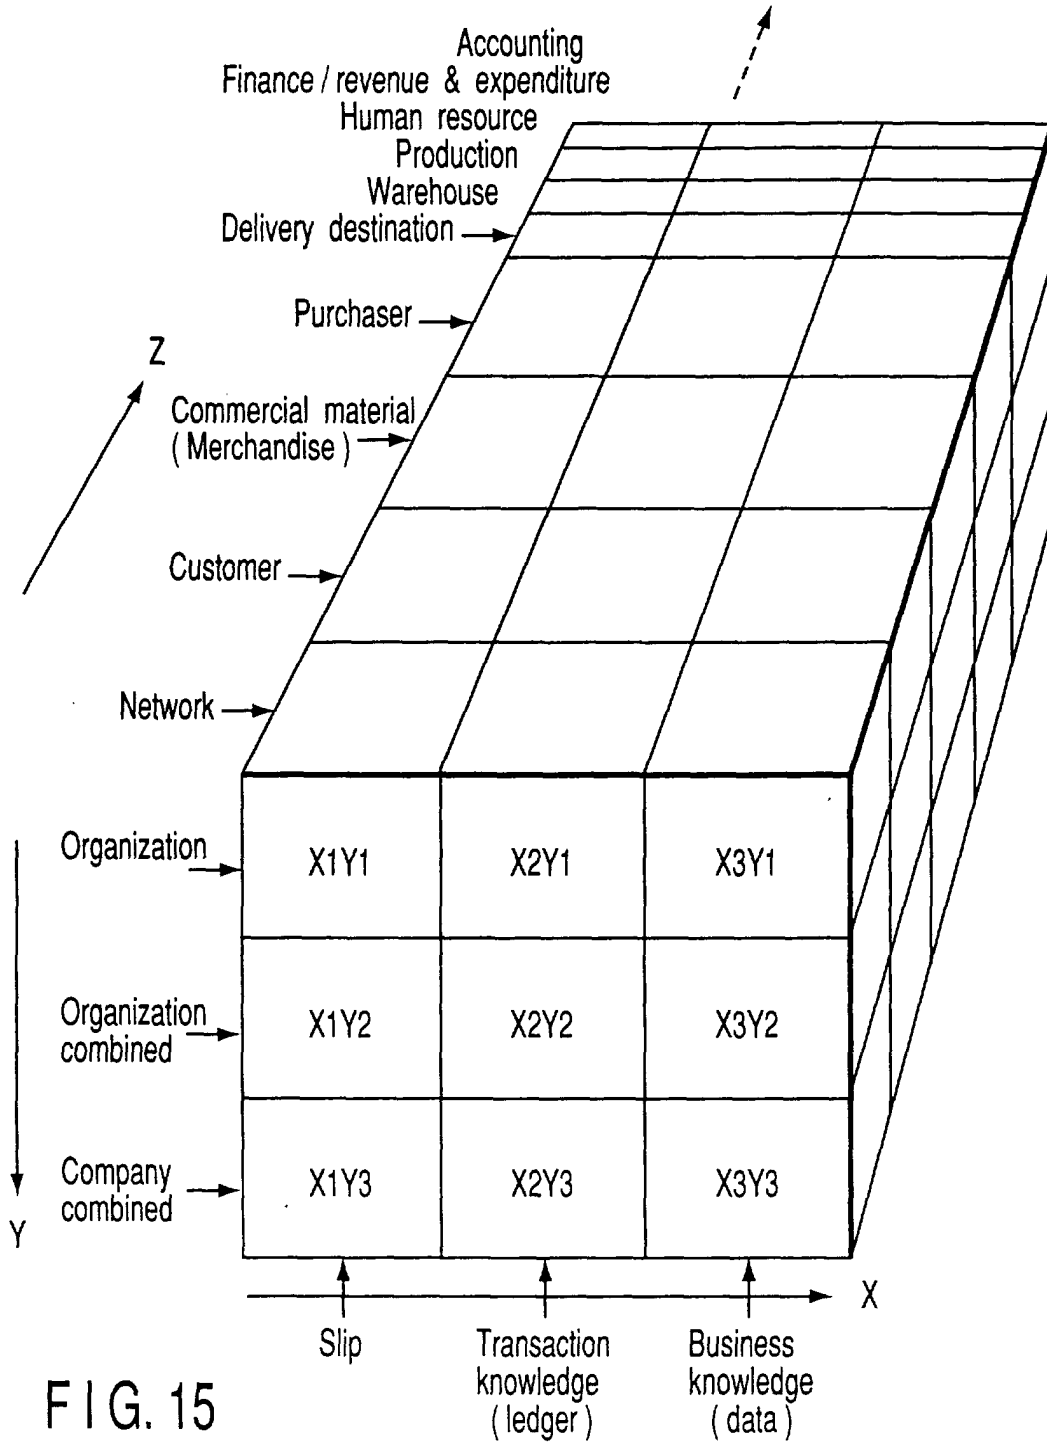 Accounting
Finance / revenue & expenditure
Human resource
Production
Warehouse
Delivery destination
Purchaser
Z
Commercial material
( Merchandise )
Customer
Network
Organization
X1Y1 X2Y1 X3Y1
Organization
combined
X1Y2 X2Y2 X3Y2
Company
combined
X1Y3 X2Y3 X3Y3
Y
X
Slip
Transaction
knowledge
( ledger )
Business
knowledge
( data )
FIG. 15